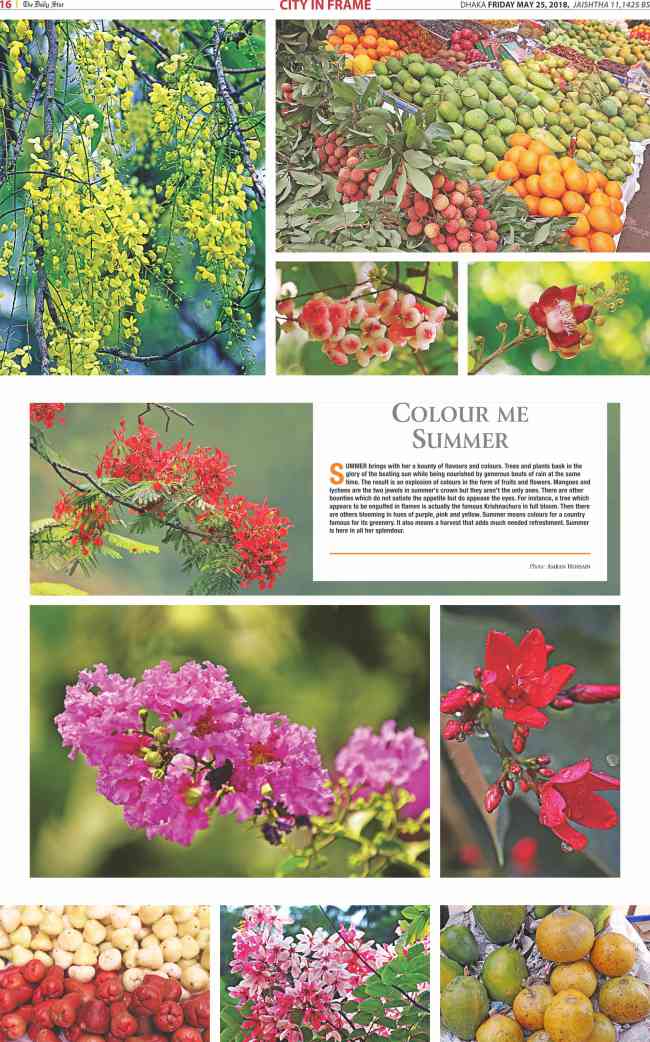 16 | The Daily Star
CITY IN FRAME
DHAKA FRIDAY MAY 25, 2018, JAISHTHA 11, 1425 BS
COLOUR ME
SUMMER
SUMMER brings with her a bounty of flavours and colours. Trees and plants bask in the
glory of the beating sun while being nourished by generous bouts of rain at the same
time. The result is an explosion of colours in the form of fruits and flowers. Mangoes and
lychees are the two jewels in summer's crown but they aren't the only ones. There are other
bounties which do not satiate the appetite but do appease the eyes. For instance, a tree which
appears to be engulfed in flames is actually the famous Krishnachura in full bloom. Then there
are others blooming in hues of purple, pink and yellow. Summer means colours for a country
famous for its greenery. It also means a harvest that adds much needed refreshment. Summer
is here in all her splendour.
Photo: AMRAN HOSSAIN